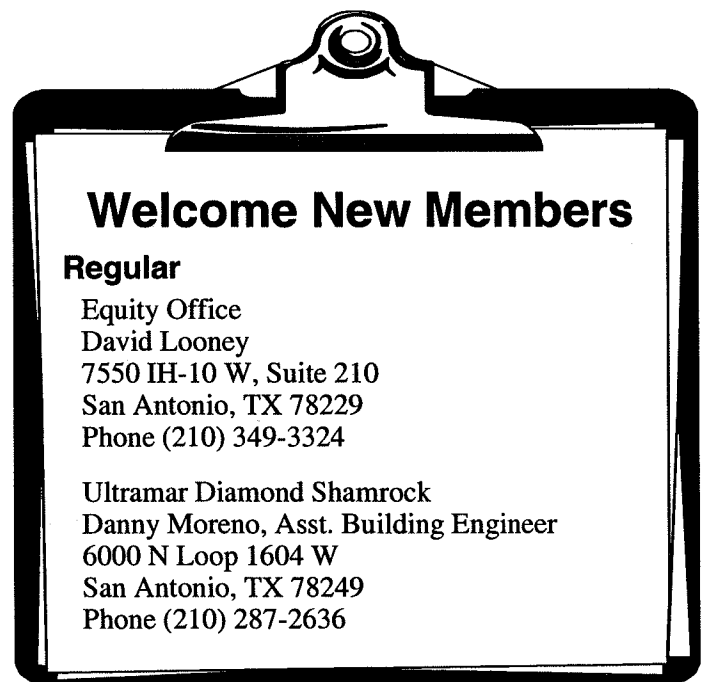 Welcome New Members
Regular
Equity Office
David Looney
7550 IH-10 W, Suite 210
San Antonio, TX 78229
Phone (210) 349-3324
Ultramar Diamond Shamrock
Danny Moreno, Asst. Building Engineer
6000 N Loop 1604 W
San Antonio, TX 78249
Phone (210) 287-2636